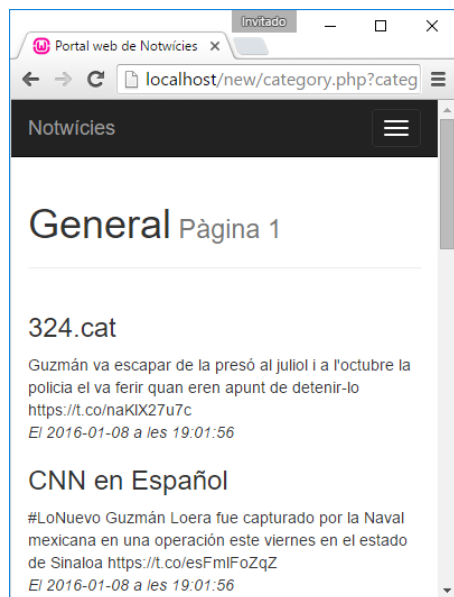 Invitado
Portal web de Notwícies
localhost/new/category.php?categ
Notwícies
General Pàgina 1
324.cat
Guzmán va escapar de la presó al juliol i a l'octubre la
policia el va ferir quan eren apunt de detenir-lo
https://t.co/naKlX27u7c
El 2016-01-08 a les 19:01:56
CNN en Español
#LoNuevo Guzmán Loera fue capturado por la Naval
mexicana en una operación este viernes en el estado
de Sinaloa https://t.co/esFmlFoZqZ
El 2016-01-08 a les 19:01:56